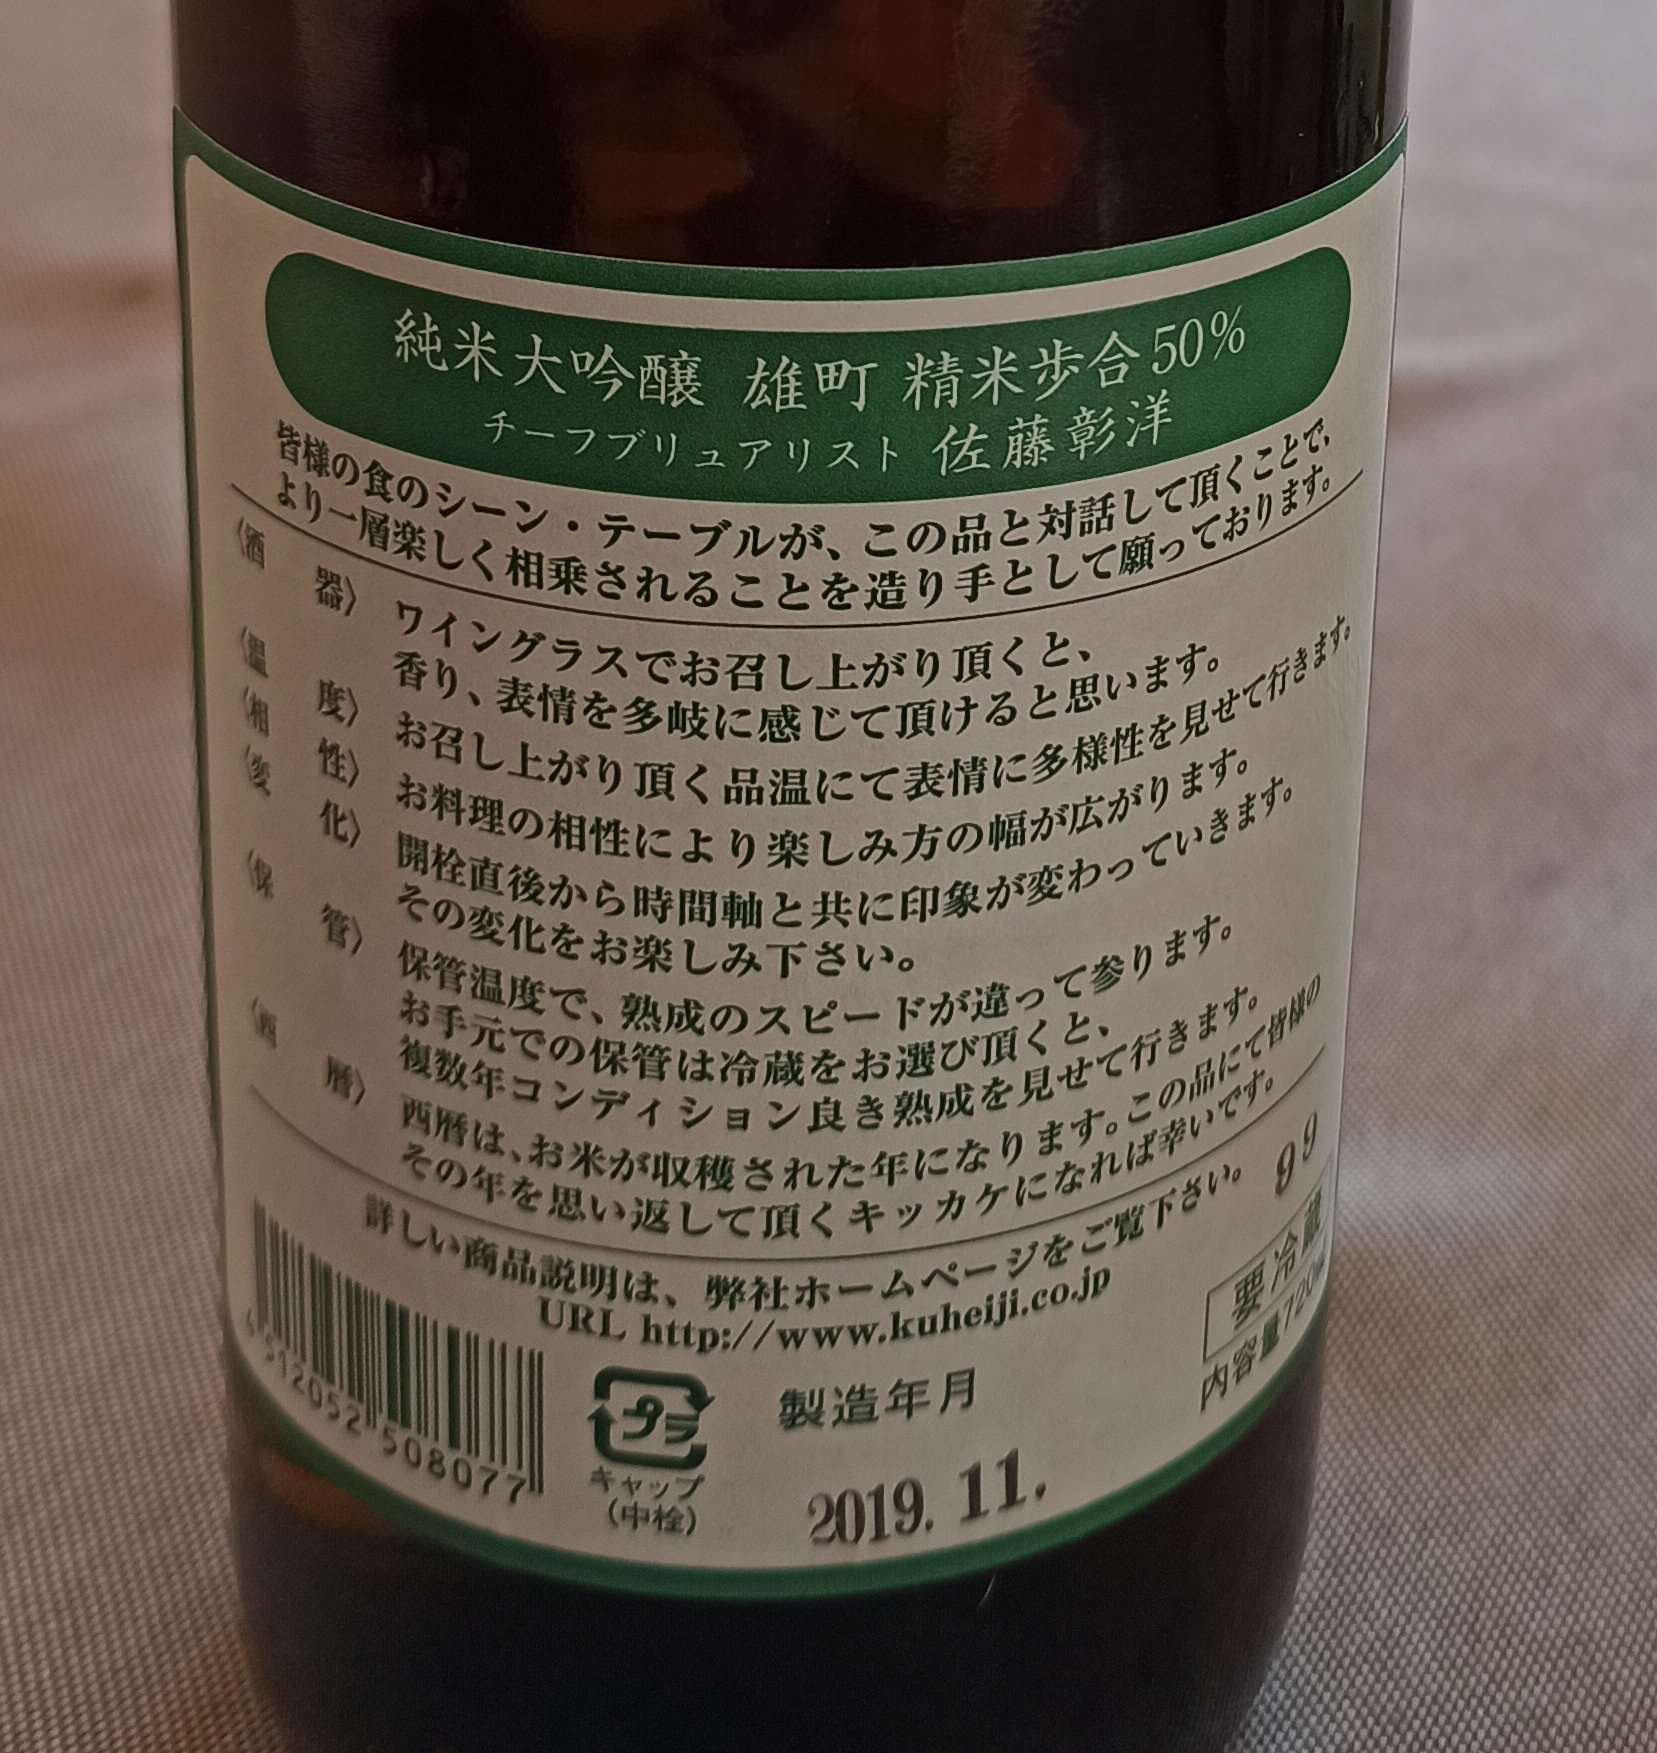 純米大吟醸 雄町 精米歩合50%
チーフブリュアリスト 佐藤彰洋
皆様の食のシーン・テーブルが、この品と対話して頂くことで、
より一層楽しく相乗されることを造り手として願っております。
〈酒器〉 ワイングラスでお召し上がり頂くと、
香り、表情を多岐に感じて頂けると思います。
〈温度〉 お召し上がり頂く品温にて表情に多様性を見せて行きます。
〈相性〉 お料理の相性により楽しみ方の幅が広がります。
〈変化〉 開栓直後から時間軸と共に印象が変わっていきます。
その変化をお楽しみ下さい。
〈保管〉 保管温度で、熟成のスピードが違って参ります。
お手元での保管は冷蔵をお選び頂くと、
複数年コンディション良き熟成を見せて行きます。
〈西暦〉 西暦は、お米が収穫された年になります。この品にて皆様の
その年を思い返して頂くキッカケになれば幸いです。
詳しい商品説明は、弊社ホームページをご覧下さい。 99
URL http://www.kuheiji.co.jp
要冷蔵
内容量720
4 512052 508077
プラ
キャップ
(中栓)
製造年月
2019. 11.